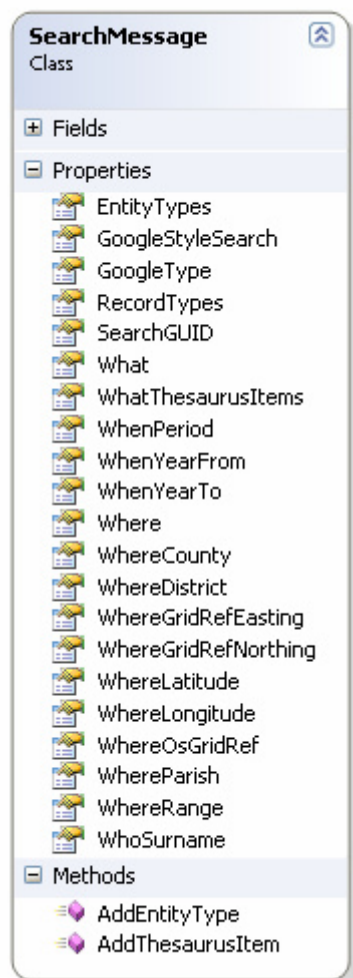 SearchMessage
Class
Fields
Properties
EntityTypes
GoogleStyleSearch
GoogleType
RecordTypes
SearchGUID
What
WhatThesaurusItems
WhenPeriod
WhenYearFrom
WhenYearTo
Where
WhereCounty
WhereDistrict
WhereGridRefEasting
WhereGridRefNorthing
WhereLatitude
WhereLongitude
WhereOsGridRef
WhereParish
WhereRange
WhoSurname
Methods
AddEntityType
AddThesaurusItem